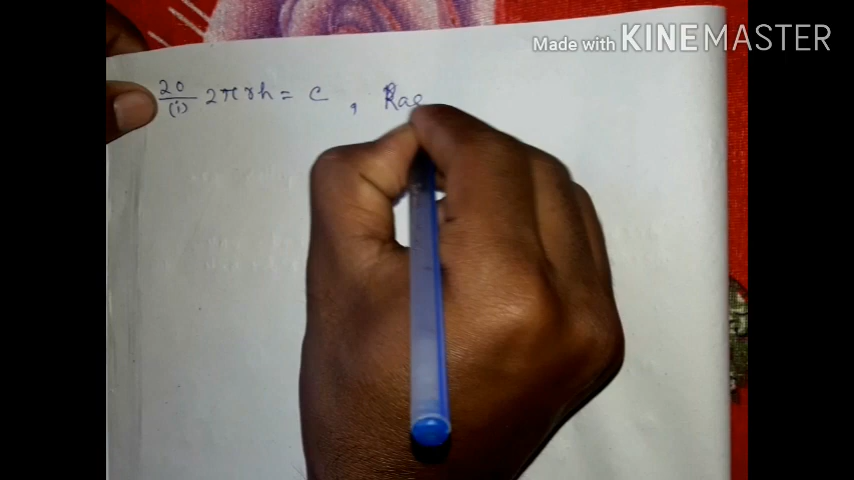 Made with KINEMASTER
20/(i) 2πrh = c , Rae